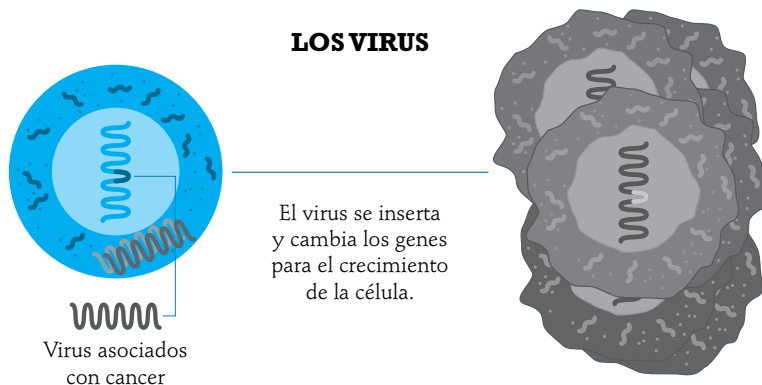 LOS VIRUS
El virus se inserta
y cambia los genes
para el crecimiento
de la célula.
Virus asociados
con cancer